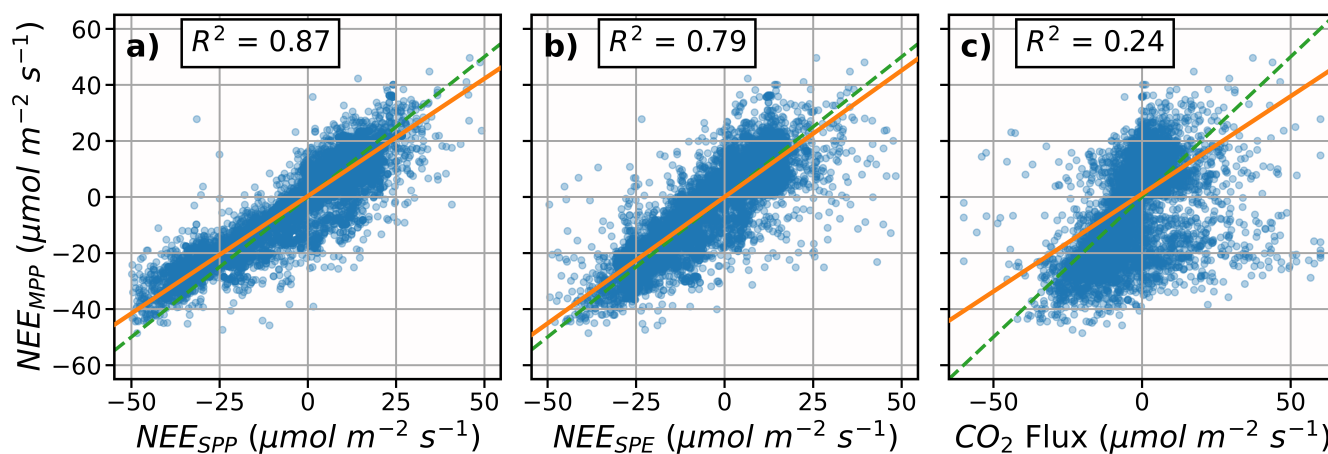 a) R² = 0.87
b) R² = 0.79
c) R² = 0.24
NEE_MPP (μmol m⁻² s⁻¹)
60
40
20
0
−20
−40
−60
−50 −25 0 25 50
−50 −25 0 25 50
−50 0 50
NEE_SPP (μmol m⁻² s⁻¹)
NEE_SPE (μmol m⁻² s⁻¹)
CO₂ Flux (μmol m⁻² s⁻¹)